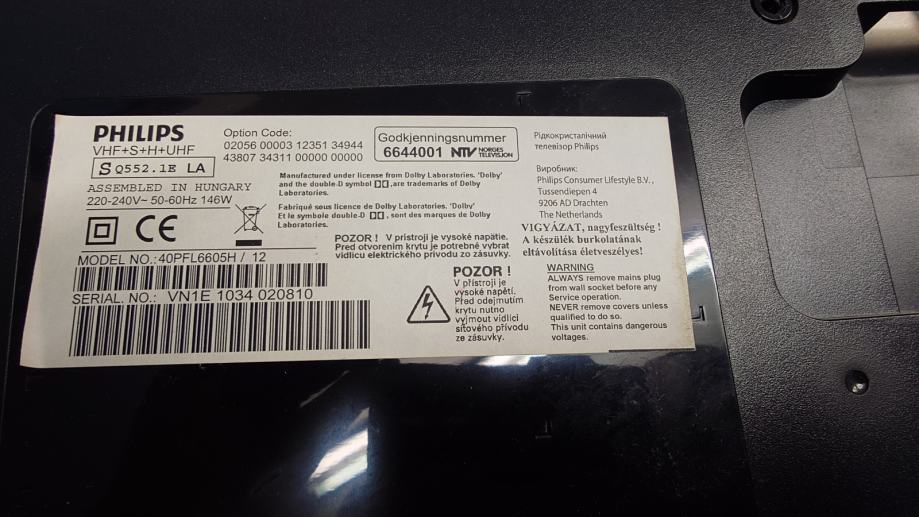 PHILIPS
VHF+S+H+UHF
S Q552.1E LA
ASSEMBLED IN HUNGARY
220-240V~ 50-60Hz 146W
CE
MODEL NO.: 40PFL6605H / 12
SERIAL. NO.: VN1E 1034 020810
Option Code:
02056 00003 12351 34944
43807 34311 00000 00000
Godkjenningsnummer
6644001 NTV NORGES
TELEVISJON
Manufactured under license from Dolby Laboratories. 'Dolby'
and the double-D symbol , are trademarks of Dolby
Laboratories.
Fabriqué sous licence de Dolby Laboratories. 'Dolby'
Et le symbole double-D , sont des marques de Dolby
Laboratories.
POZOR ! V pristroji je vysoké napätie.
Pred otvorením krytu je potrebné vybrat
vidlicu elektrického prívodu zo zásuvky.
POZOR !
V přístroji je
vysoké napětí.
Před odejmutím
krytu nutno
vyjmout vidlici
síťového přívodu
ze zásuvky.
Рідкокристалічний
телевізор Philips
Виробник:
Philips Consumer Lifestyle B.V.,
Tussendiepen 4
9206 AD Drachten
The Netherlands
VIGYÁZAT, nagyfeszültség !
A készülék burkolatának
eltávolítása életveszélyes!
WARNING
ALWAYS remove mains plug
from wall socket before any
Service operation.
NEVER remove covers unless
qualified to do so.
This unit contains dangerous
voltages.